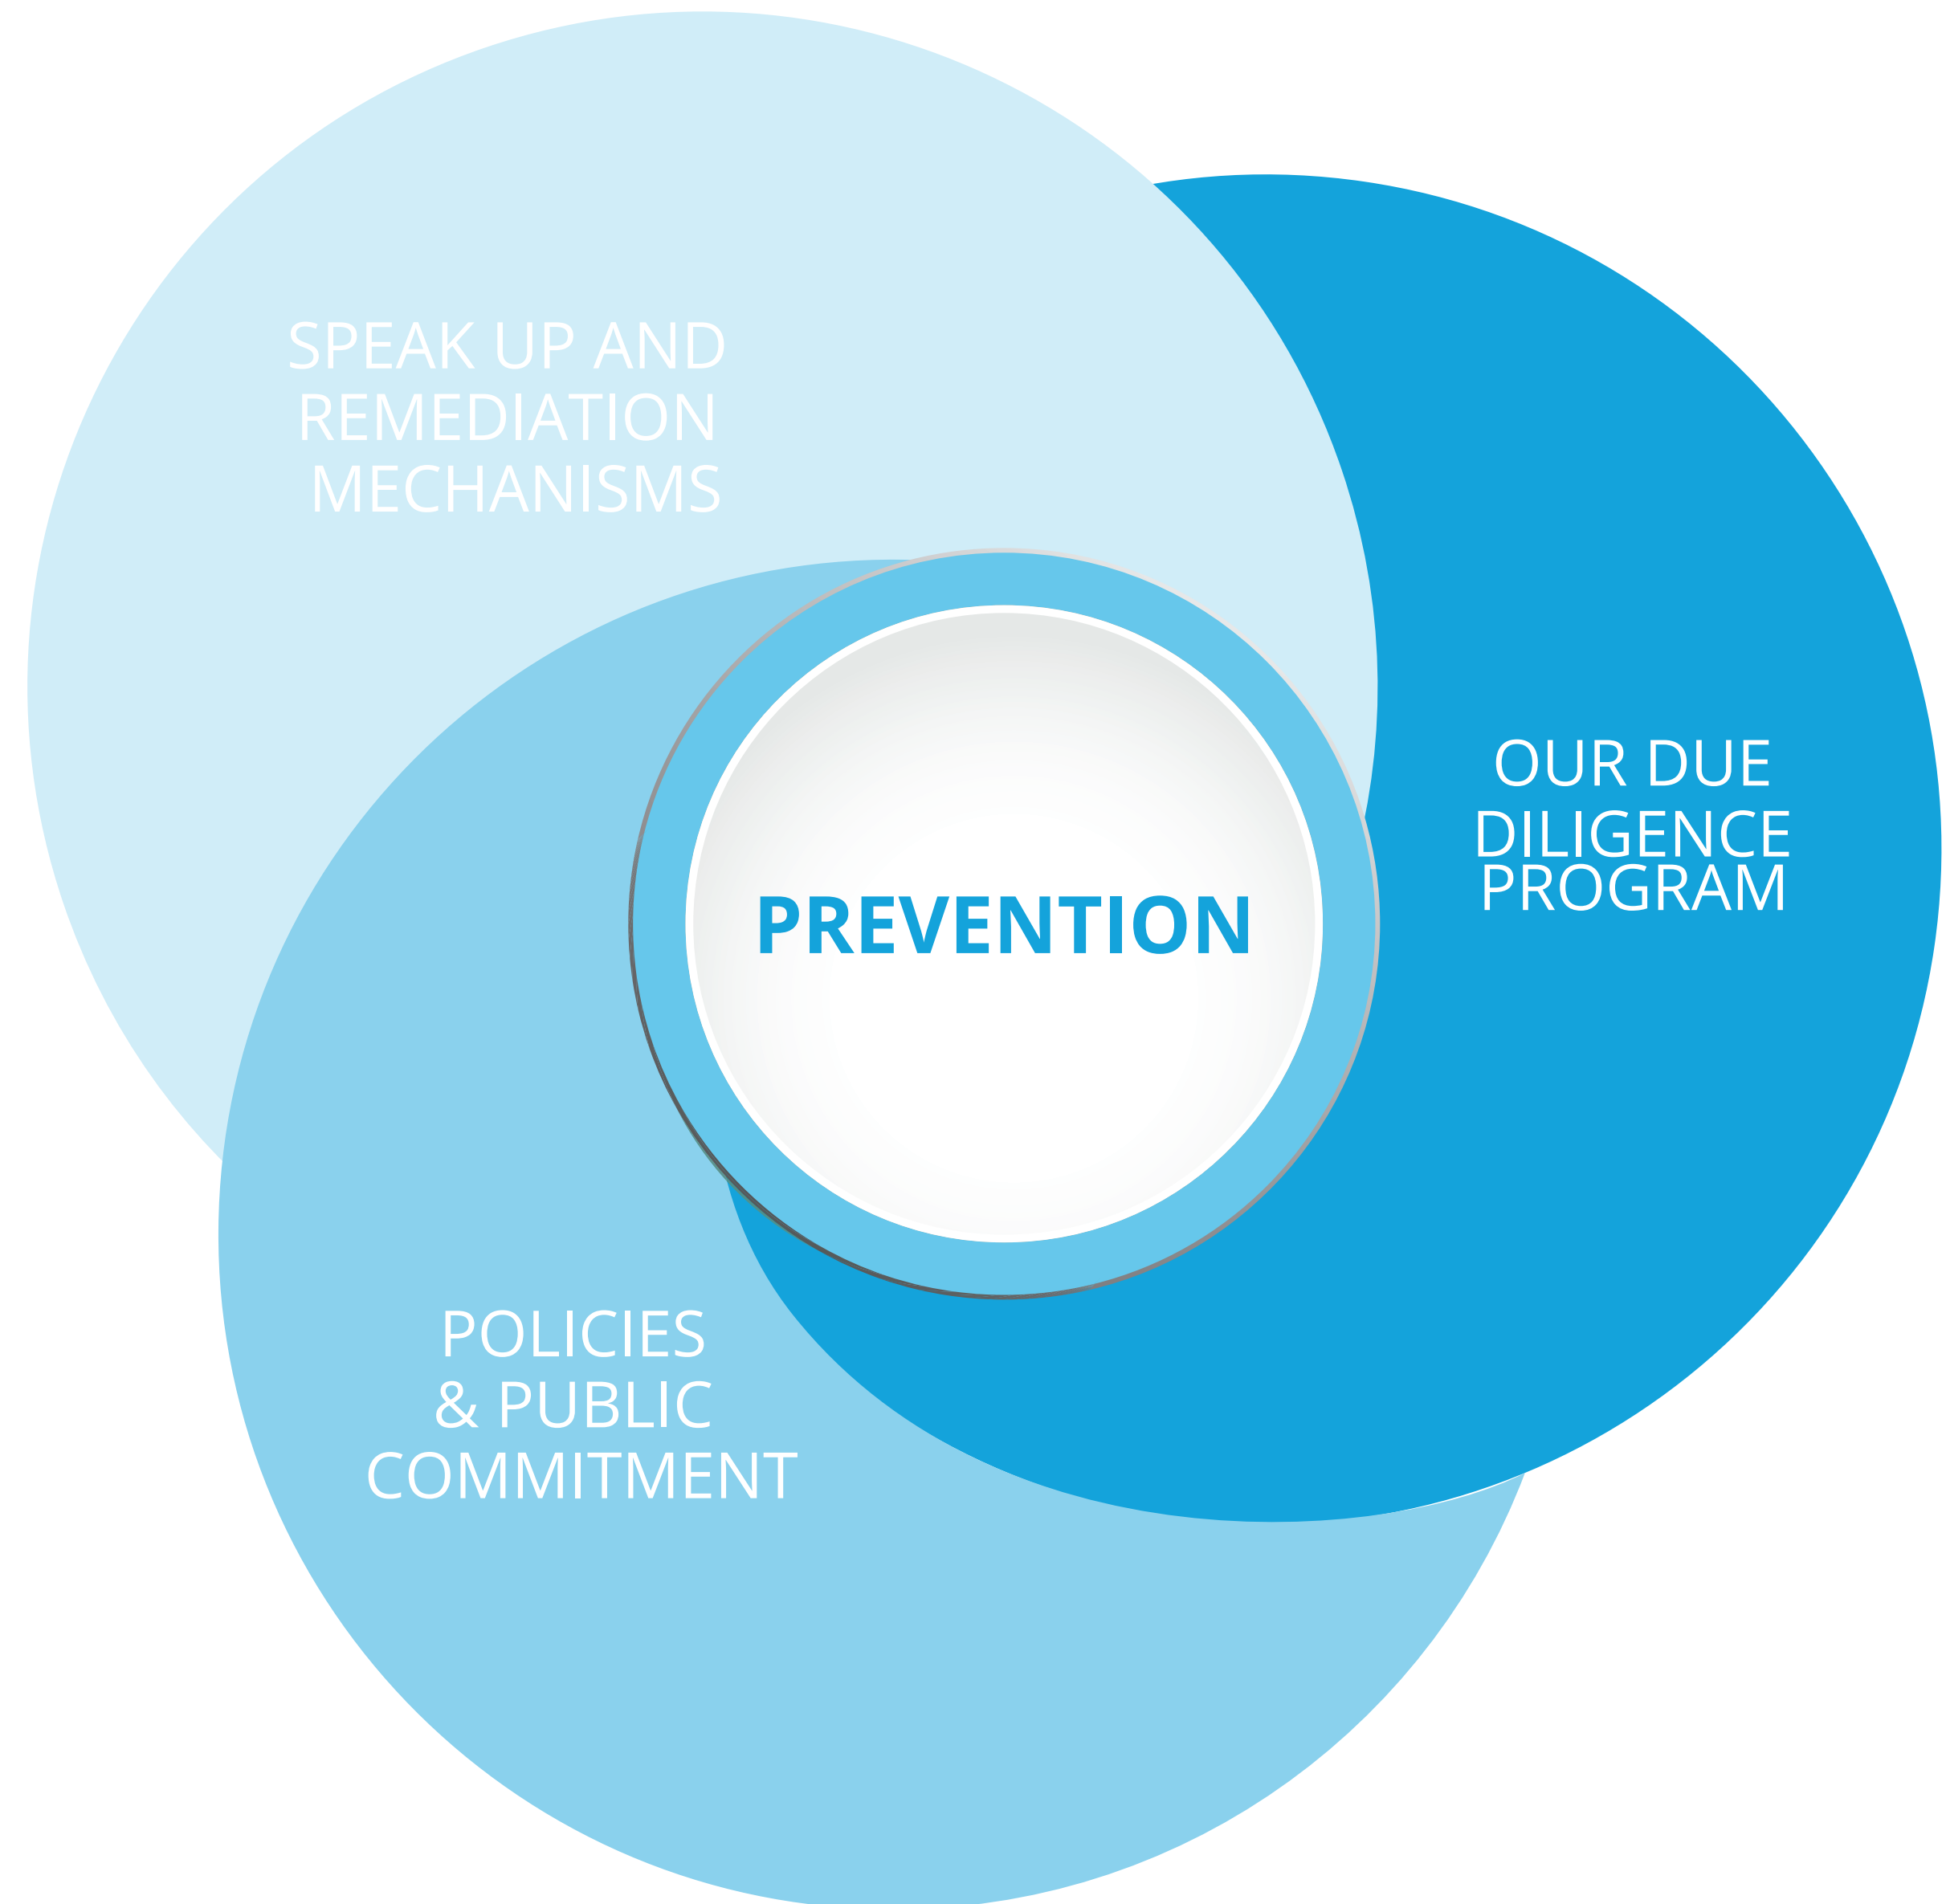 SPEAK UP AND
REMEDIATION
MECHANISMS
OUR DUE
DILIGENCE
PROGRAM
PREVENTION
POLICIES
& PUBLIC
COMMITMENT